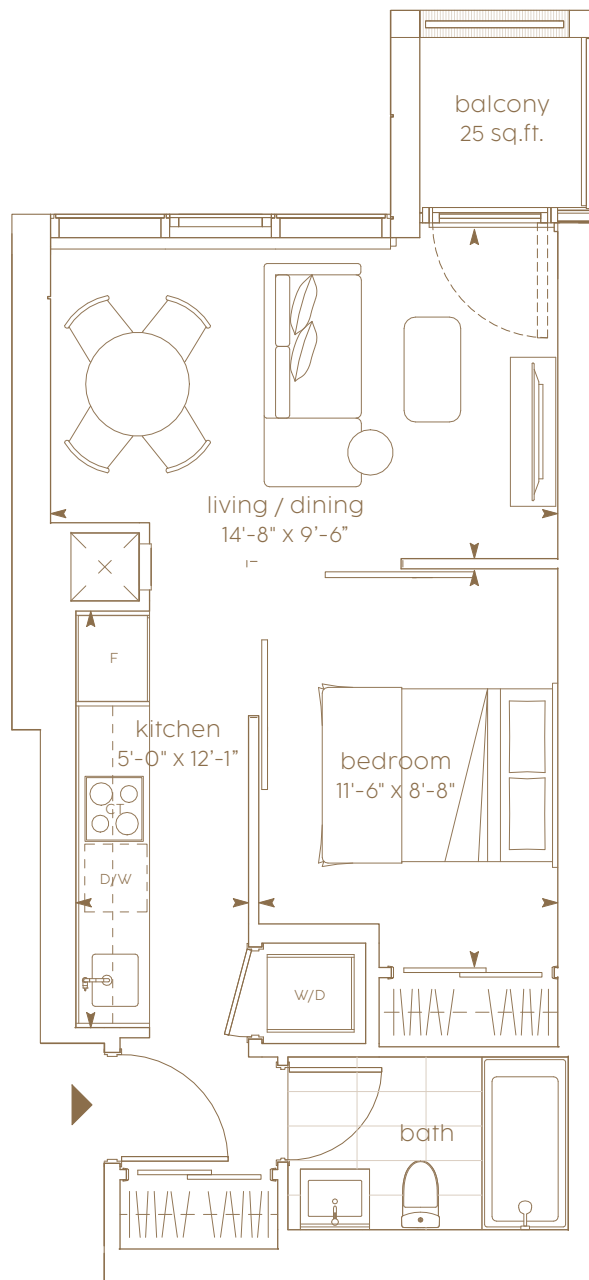 balcony
25 sq.ft.
living / dining
14'-8" x 9'-6"
F
kitchen
5'-0" x 12'-1"
bedroom
11'-6" x 8'-8"
CT
D/W
W/D
bath